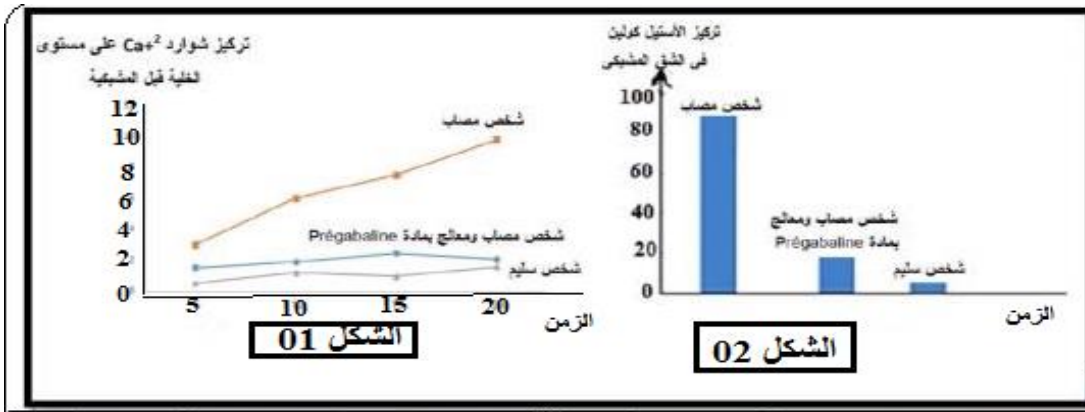 تركيز شوارد Ca+² على مستوى
الخلية قبل المشبكية
12
10
8
6
4
2
0
شخص مصاب
شخص مصاب ومعالج بمادة Prégabaline
شخص سليم
5
10
15
20
الزمن
الشكل 01
تركيز الأستيل كولين
في الشق المشبكي
100
80
60
40
20
0
شخص مصاب
شخص مصاب ومعالج
بمادة Prégabaline
شخص سليم
الزمن
الشكل 02